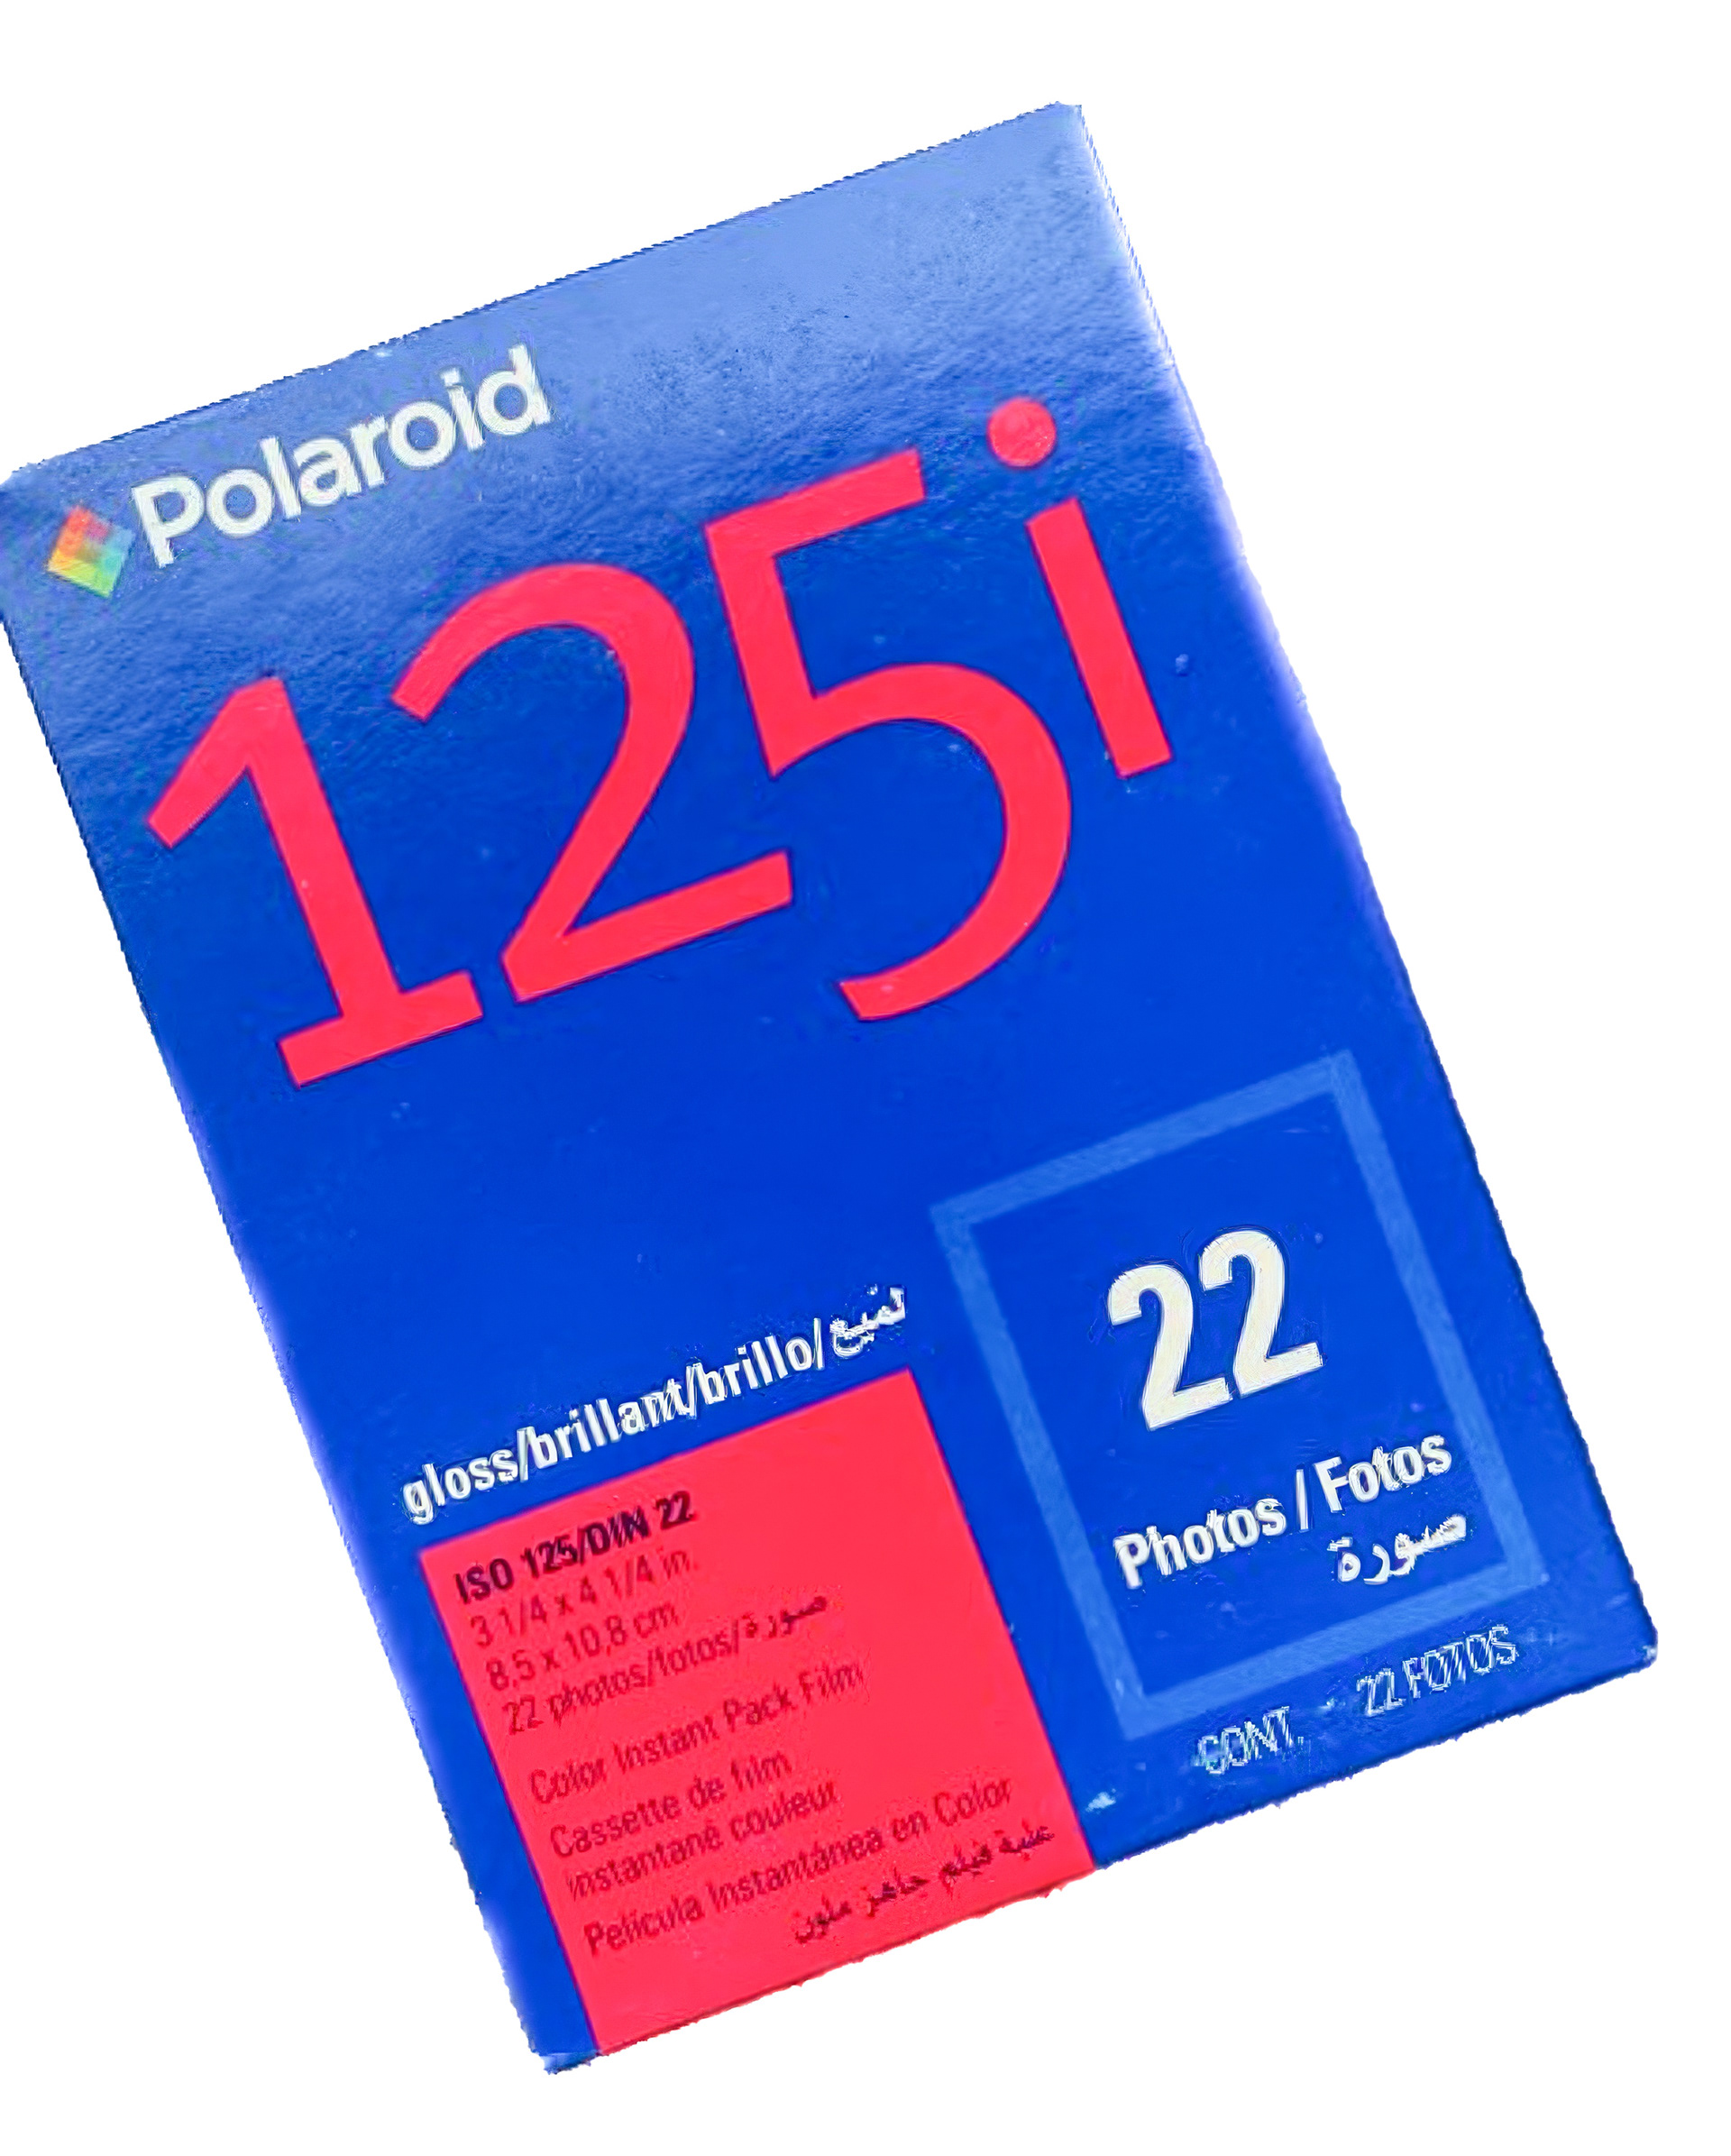 Polaroid
125i
gloss/brillant/brillo/لميع
ISO 125/DIN 22
3 1/4 x 4 1/4 in.
8,5 x 10,8 cm
22 photos/fotos/صورة
Color Instant Pack Film
Cassette de film
instantané couleur
Película Instantánea en Color
علبة فيلم جاهز ملون
22
Photos / Fotos
صورة
CONT. 22 FOTOS